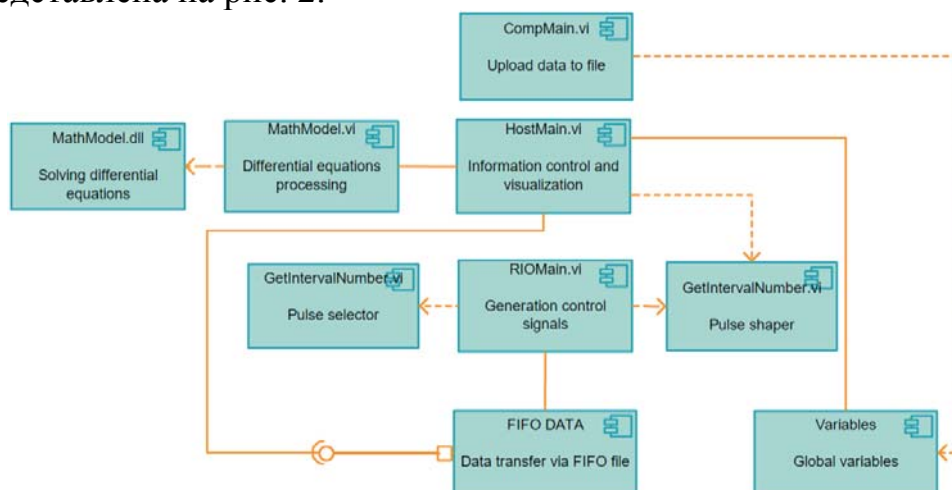 CompMain.vi
Upload data to file
MathModel.dll
Solving differential
equations
MathModel.vi
Differential equations
processing
HostMain.vi
Information control and
visualization
GetIntervalNumber.vi
Pulse selector
RIOMain.vi
Generation control
signals
GetIntervalNumber.vi
Pulse shaper
FIFO DATA
Data transfer via FIFO file
Variables
Global variables